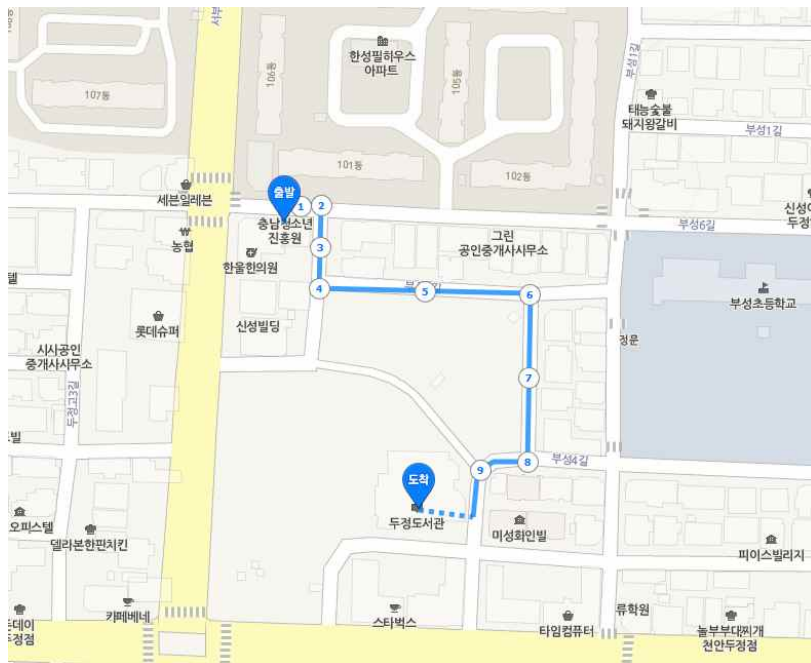 한성필하우스
아파트
106동
105동
107동
부성1길
태능숯불
돼지왕갈비
부성1길
101동
102동
출발
세븐일레븐
1
2
충남청소년
진흥원
그린
공인중개사사무소
부성6길
농협
한울한의원
3
4
5
6
부성초등학교
롯데슈퍼
신성빌딩
정문
시시공인
중개사사무소
두정고3길
7
8
9
부성4길
도착
두정도서관
오피스텔
델리본한판치킨
미성화인빌
피이스빌리지
카페베네
스타벅스
타임컴퓨터
류학원
놀부부대찌개
천안두정점